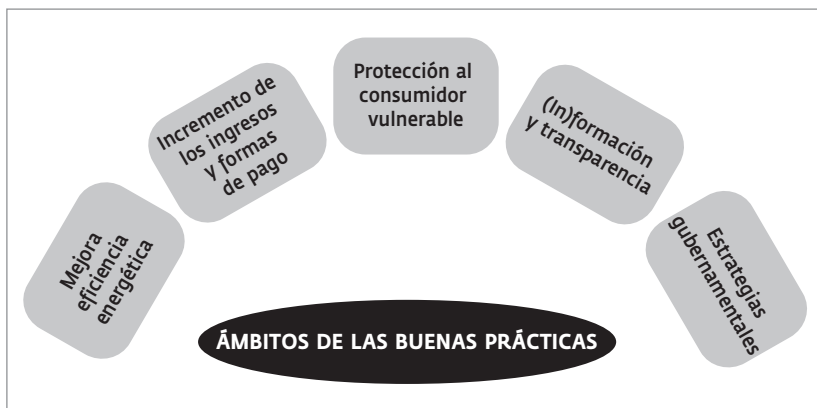 Mejora
eficiencia
energética
Incremento de
los ingresos
y formas
de pago
Protección al
consumidor
vulnerable
(In)formación
y transparencia
Estrategias
gubernamentales
ÁMBITOS DE LAS BUENAS PRÁCTICAS